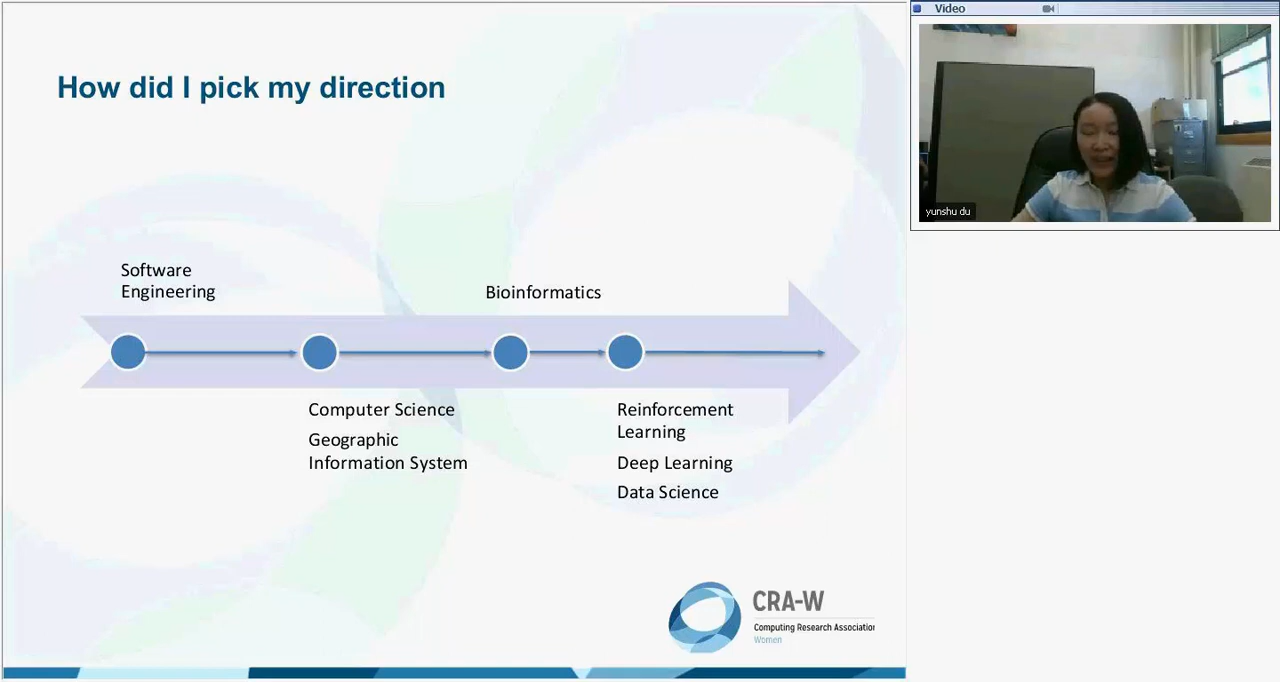 How did I pick my direction
Software
Engineering
Bioinformatics
Computer Science
Geographic
Information System
Reinforcement
Learning
Deep Learning
Data Science
CRA-W
Computing Research Association
Women
Video
yunshu du